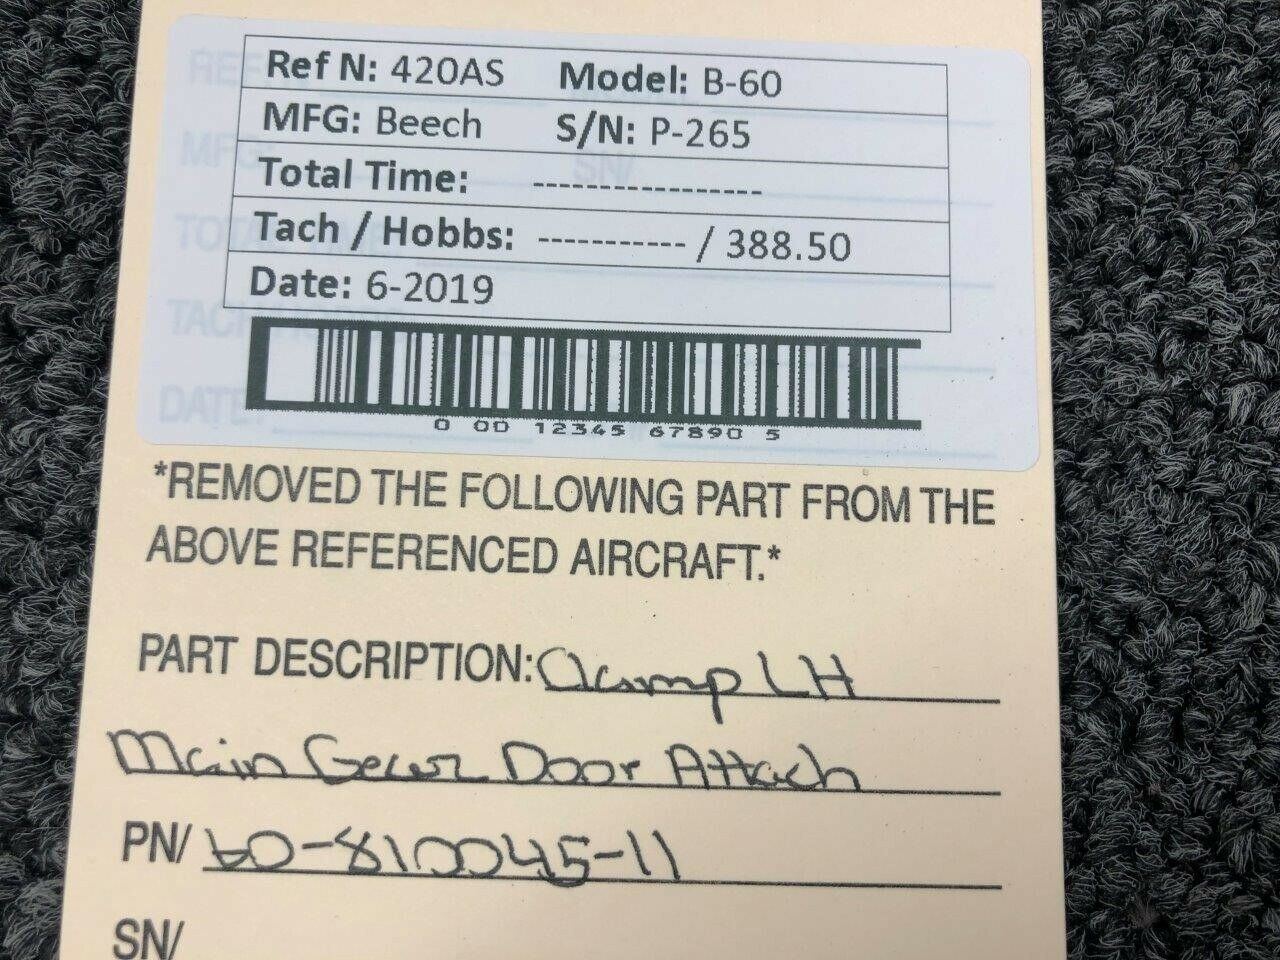 Ref N: 420AS Model: B-60
MFG: Beech S/N: P-265
Total Time: -----------------
Tach / Hobbs: ----------- / 388.50
Date: 6-2019
0 00 12345 67890 5
*REMOVED THE FOLLOWING PART FROM THE
ABOVE REFERENCED AIRCRAFT.*
PART DESCRIPTION: Clamp LH
Main Gear Door Attach
PN/ 60-810045-11
SN/